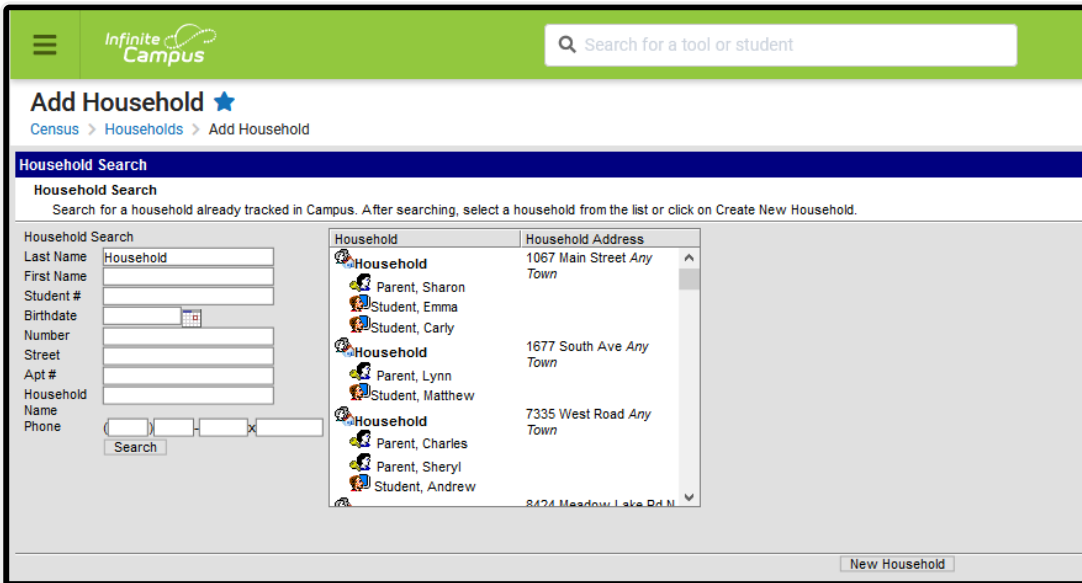 Infinite Campus
Search for a tool or student
Add Household
Census > Households > Add Household
Household Search
Household Search
Search for a household already tracked in Campus. After searching, select a household from the list or click on Create New Household.
Household Search
Last Name Household
First Name
Student #
Birthdate
Number
Street
Apt #
Household Name
Phone ( ) - x
Search
Household Household Address
Household 1067 Main Street Any Town
Parent, Sharon
Student, Emma
Student, Carly
Household 1677 South Ave Any Town
Parent, Lynn
Student, Matthew
Household 7335 West Road Any Town
Parent, Charles
Parent, Sheryl
Student, Andrew
8424 Meadow Lake Rd N
New Household